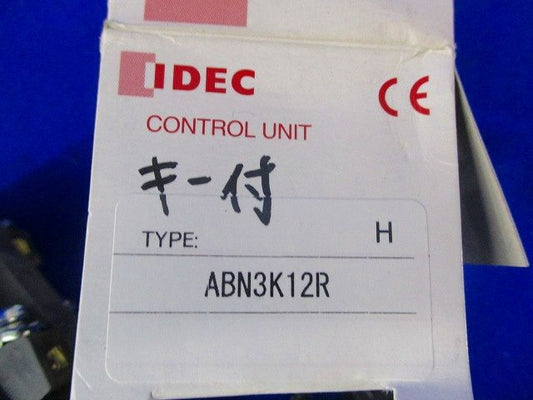 IDEC
CE
CONTROL UNIT
キー付
TYPE: H
ABN3K12R